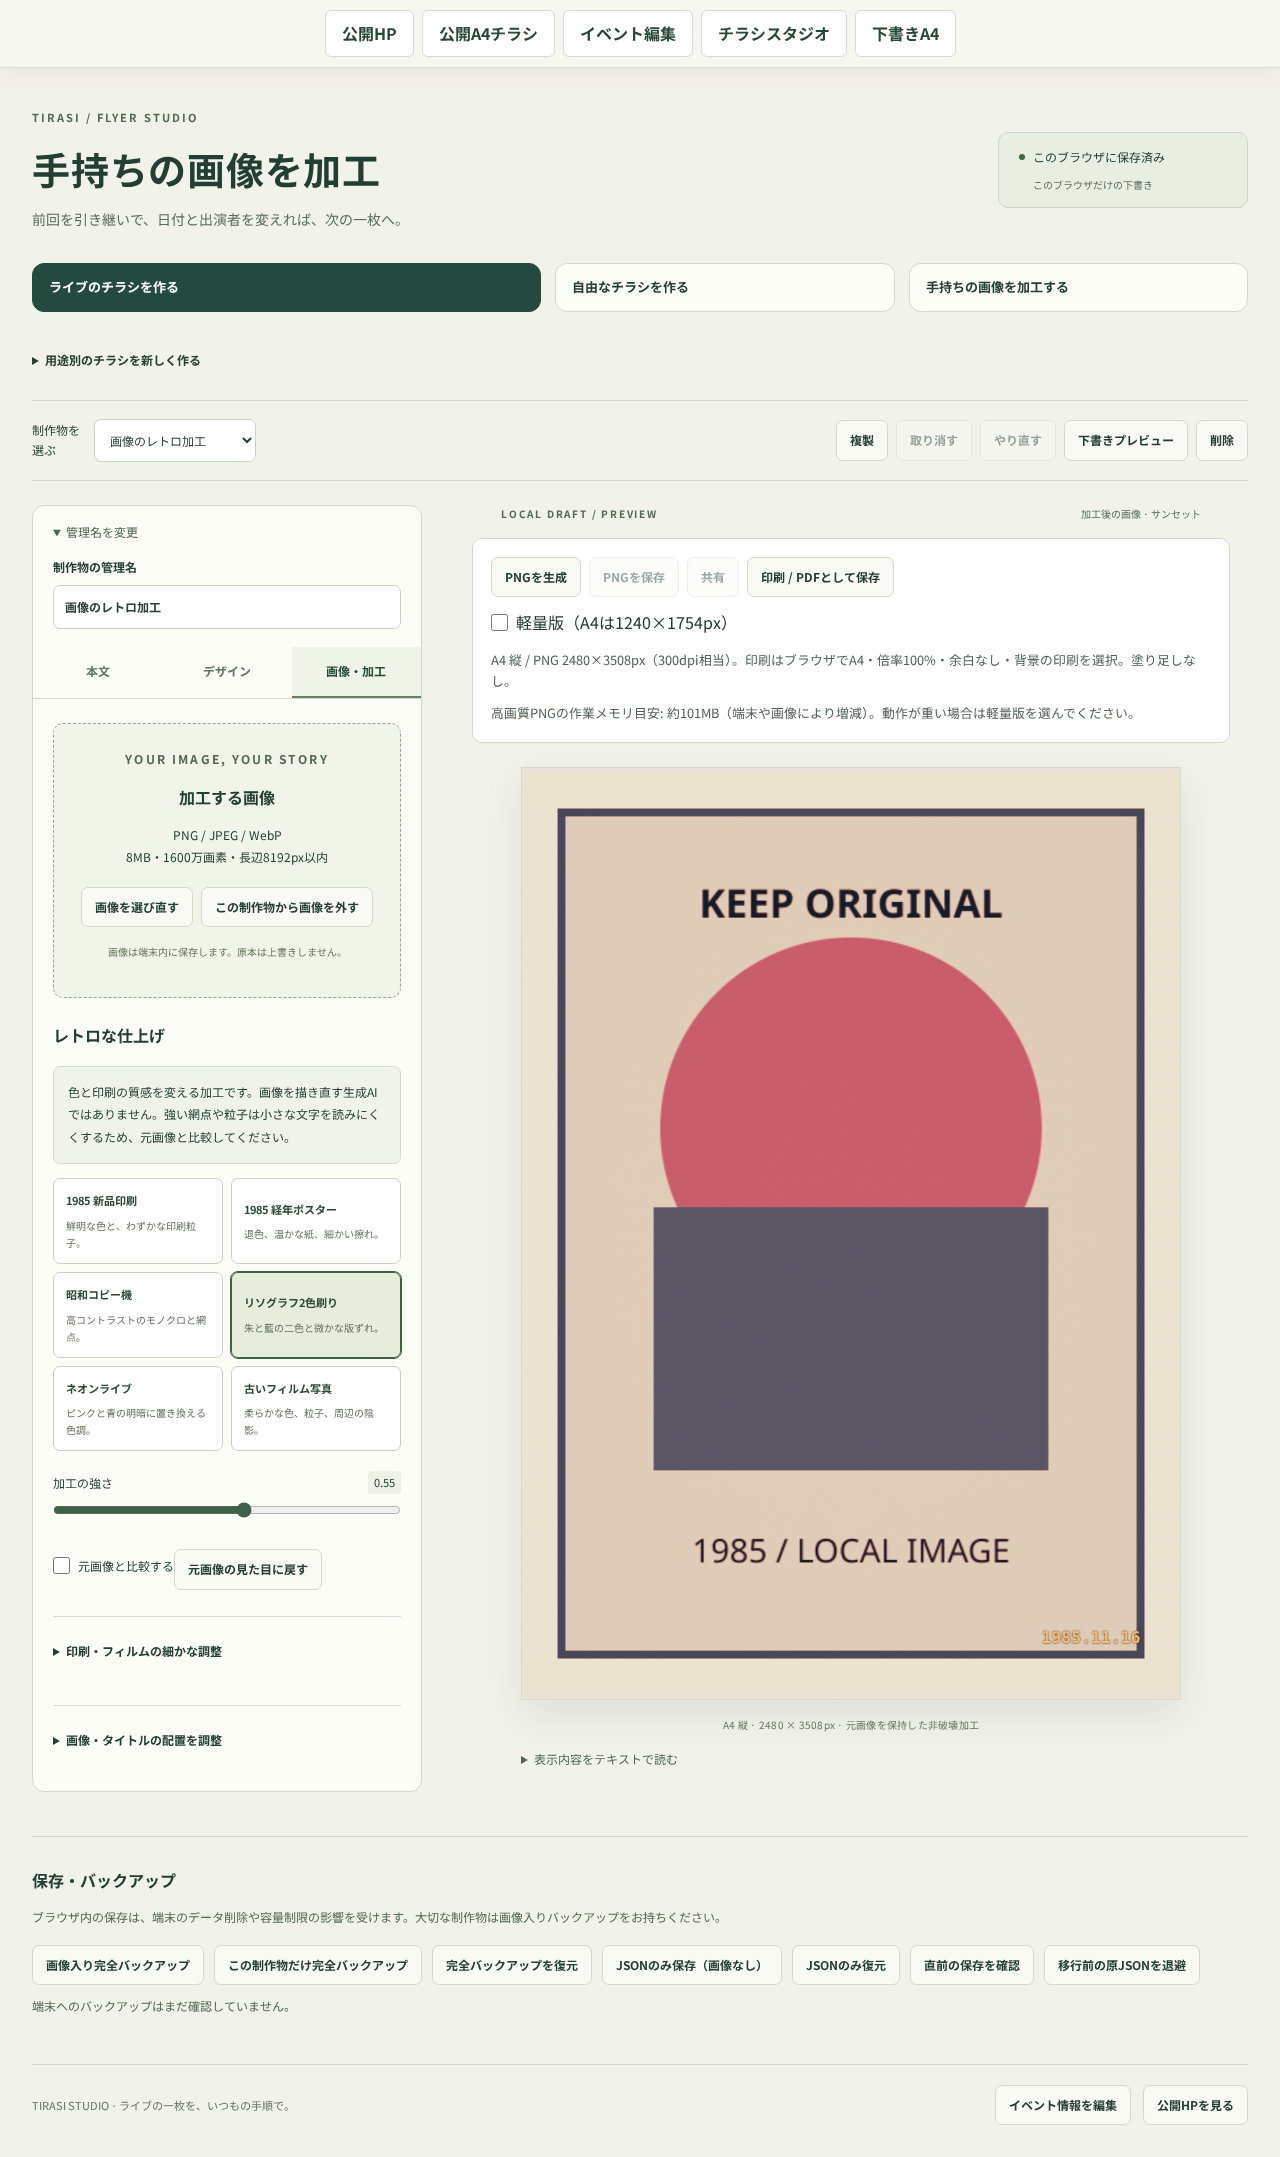 公開HP
公開A4チラシ
イベント編集
チラシスタジオ
下書きA4
TIRASI / FLYER STUDIO
手持ちの画像を加工
前回を引き継いで、日付と出演者を変えれば、次の一枚へ。
このブラウザに保存済み
このブラウザだけの下書き
ライブのチラシを作る
自由なチラシを作る
手持ちの画像を加工する
用途別のチラシを新しく作る
制作物を
選ぶ
画像のレトロ加工
複製
取り消す
やり直す
下書きプレビュー
削除
管理名を変更
制作物の管理名
画像のレトロ加工
本文
デザイン
画像・加工
YOUR IMAGE, YOUR STORY
加工する画像
PNG / JPEG / WebP
8MB・1600万画素・長辺8192px以内
画像を選び直す
この制作物から画像を外す
画像は端末内に保存します。原本は上書きしません。
レトロな仕上げ
色と印刷の質感を変える加工です。画像を描き直す生成AI
ではありません。強い網点や粒子は小さな文字を読みにく
くするため、元画像と比較してください。
1985 新品印刷
鮮明な色と、わずかな印刷粒
子。
1985 経年ポスター
退色、温かな紙、細かい擦れ。
昭和コピー機
高コントラストのモノクロと網
点。
リソグラフ2色刷り
朱と藍の二色と微かな版ずれ。
ネオンライブ
ピンクと青の明暗に置き換える
色調。
古いフィルム写真
柔らかな色、粒子、周辺の陰
影。
加工の強さ
0.55
元画像と比較する
元画像の見た目に戻す
印刷・フィルムの細かな調整
画像・タイトルの配置を調整
LOCAL DRAFT / PREVIEW
加工後の画像 · サンセット
PNGを生成
PNGを保存
共有
印刷 / PDFとして保存
軽量版（A4は1240×1754px）
A4 縦 / PNG 2480×3508px（300dpi相当）。印刷はブラウザでA4・倍率100%・余白なし・背景の印刷を選択。塗り足しな
し。
高画質PNGの作業メモリ目安: 約101MB（端末や画像により増減）。動作が重い場合は軽量版を選んでください。
KEEP ORIGINAL
1985 / LOCAL IMAGE
1985.11.16
A4 縦 · 2480 × 3508px · 元画像を保持した非破壊加工
表示内容をテキストで読む
保存・バックアップ
ブラウザ内の保存は、端末のデータ削除や容量制限の影響を受けます。大切な制作物は画像入りバックアップをお持ちください。
画像入り完全バックアップ
この制作物だけ完全バックアップ
完全バックアップを復元
JSONのみ保存（画像なし）
JSONのみ復元
直前の保存を確認
移行前の原JSONを退避
端末へのバックアップはまだ確認していません。
TIRASI STUDIO · ライブの一枚を、いつもの手順で。
イベント情報を編集
公開HPを見る